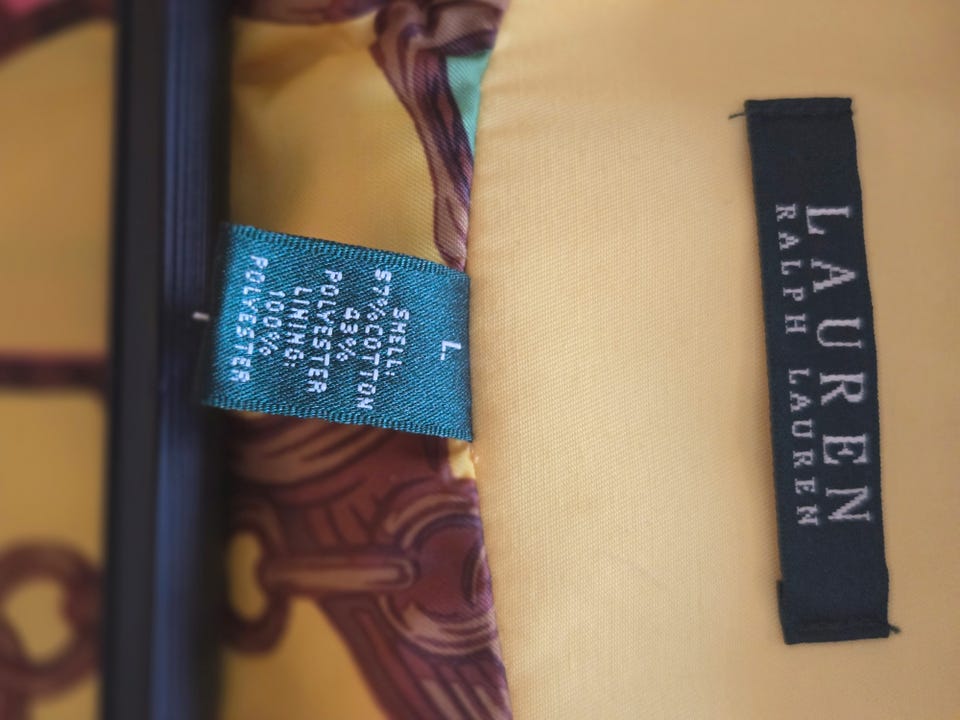 LAUREN
RALPH LAUREN
L
SHELL:
57%COTTON
43%
POLYESTER
LINING:
100%
POLYESTER